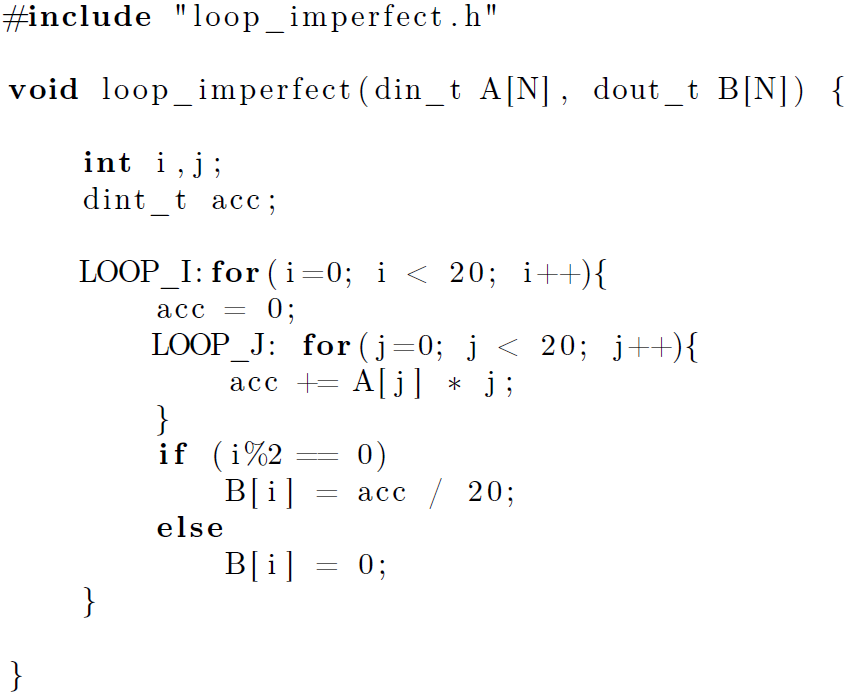 #include "loop_imperfect.h"
void loop_imperfect(din_t A[N], dout_t B[N]) {
int i,j;
dint_t acc;
LOOP_I:for(i=0; i < 20; i++){
acc = 0;
LOOP_J: for(j=0; j < 20; j++){
acc += A[j] * j;
}
if (i%2 == 0)
B[i] = acc / 20;
else
B[i] = 0;
}
}